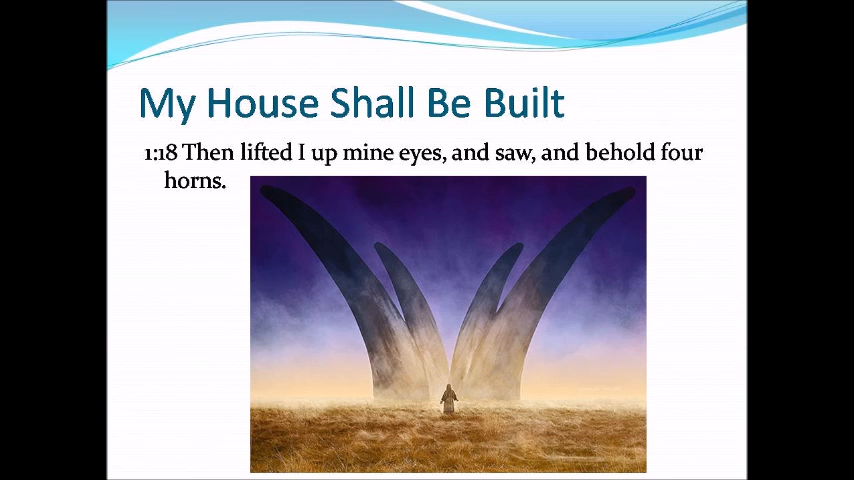 My House Shall Be Built
1:18 Then lifted I up mine eyes, and saw, and behold four
horns.